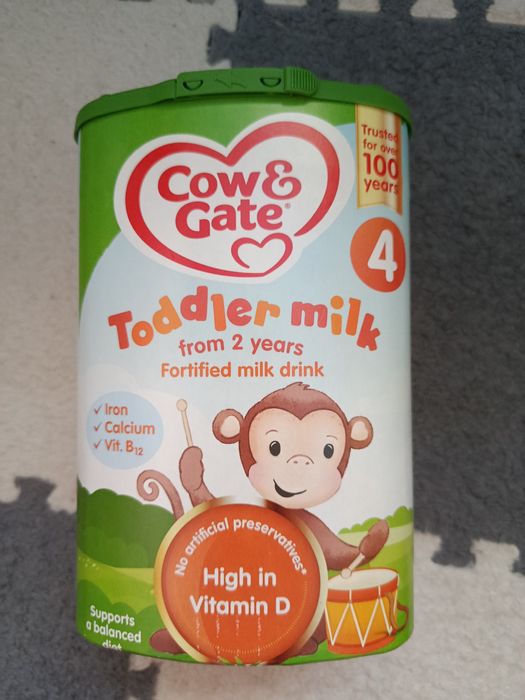 Trusted
for over
100
years
Cow&
Gate®
4
Toddler milk
from 2 years
Fortified milk drink
✓ Iron
✓ Calcium
✓ Vit. B12
No artificial preservatives*
High in
Vitamin D
Supports
a balanced
diet